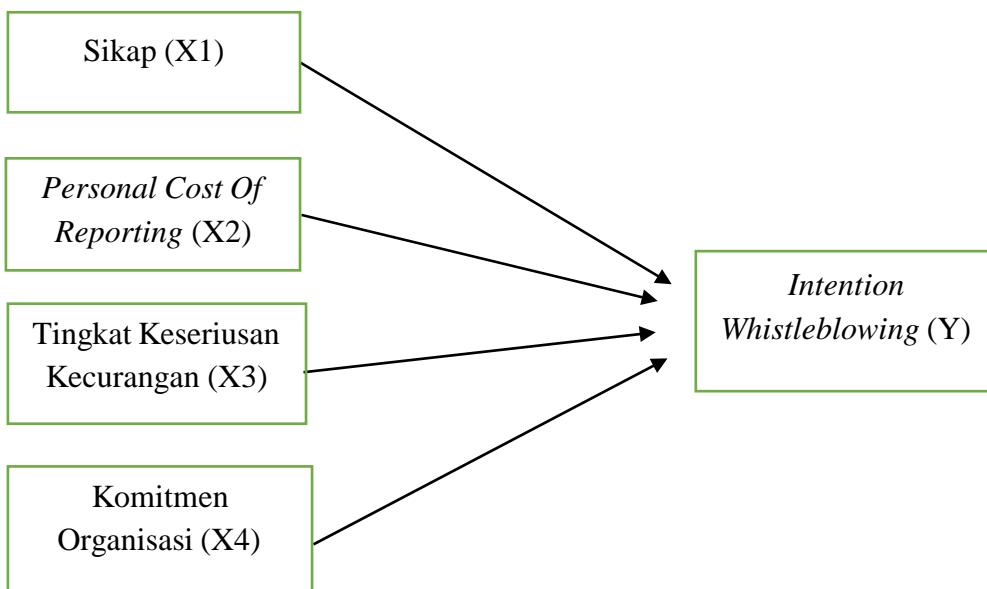 Sikap (X1)
Personal Cost Of
Reporting (X2)
Tingkat Keseriusan
Kecurangan (X3)
Komitmen
Organisasi (X4)
Intention
Whistleblowing (Y)